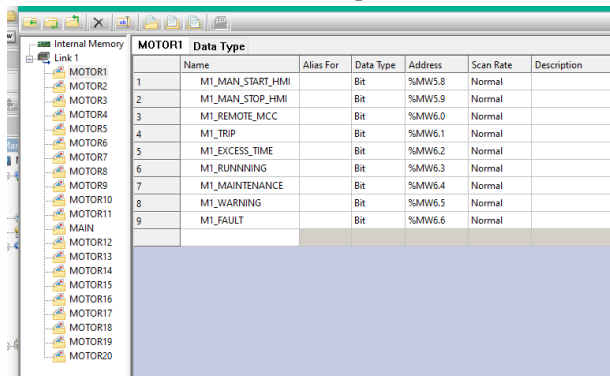 Internal Memory
Link 1
MOTOR1
MOTOR2
MOTOR3
MOTOR4
MOTOR5
MOTOR6
MOTOR7
MOTOR8
MOTOR9
MOTOR10
MOTOR11
MAIN
MOTOR12
MOTOR13
MOTOR14
MOTOR15
MOTOR16
MOTOR17
MOTOR18
MOTOR19
MOTOR20
MOTOR1 Data Type
Name Alias For Data Type Address Scan Rate Description
1 M1_MAN_START_HMI Bit %MW5.8 Normal
2 M1_MAN_STOP_HMI Bit %MW5.9 Normal
3 M1_REMOTE_MCC Bit %MW6.0 Normal
4 M1_TRIP Bit %MW6.1 Normal
5 M1_EXCESS_TIME Bit %MW6.2 Normal
6 M1_RUNNNING Bit %MW6.3 Normal
7 M1_MAINTENANCE Bit %MW6.4 Normal
8 M1_WARNING Bit %MW6.5 Normal
9 M1_FAULT Bit %MW6.6 Normal